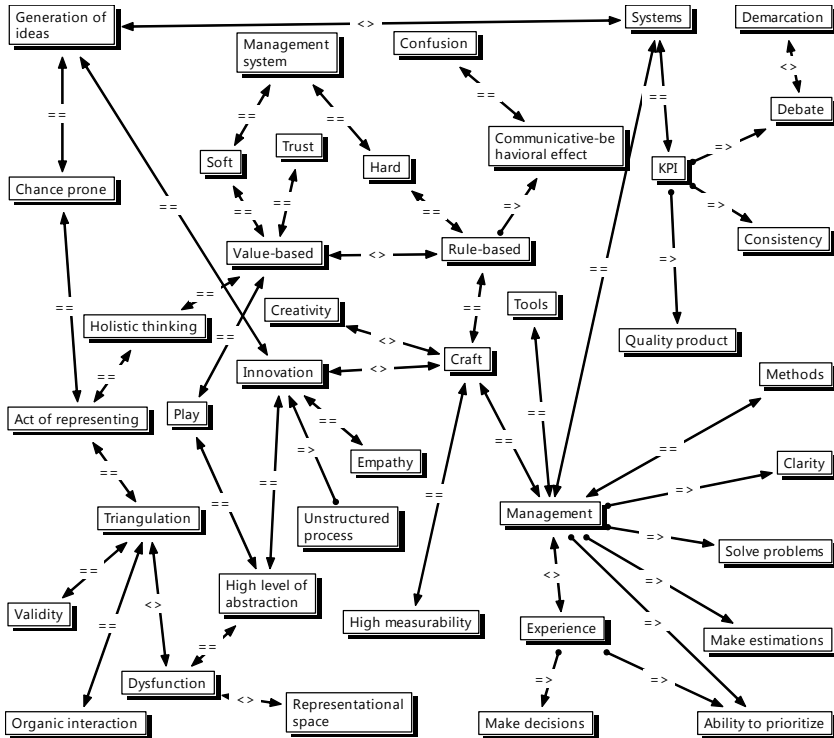 Generation of
ideas
<>
Systems
Demarcation
Management
system
Confusion
<>
==
==
Debate
==
==
==
Communicative-be
havioral effect
Trust
Soft
Hard
=>
KPI
Chance prone
==
==
==
==
=>
=>
Value-based
<>
Rule-based
Consistency
=>
==
==
==
Creativity
Tools
==
Holistic thinking
==
<>
Quality product
Innovation
<>
Craft
Methods
==
Act of representing
Play
==
==
==
==
=>
Empathy
==
Clarity
==
==
==
==
=>
Triangulation
Unstructured
process
Management
=>
Solve problems
==
<>
=>
High level of
abstraction
Validity
<>
==
High measurability
Experience
=>
Make estimations
==
Dysfunction
=>
=>
<>
Representational
space
Organic interaction
Make decisions
Ability to prioritize